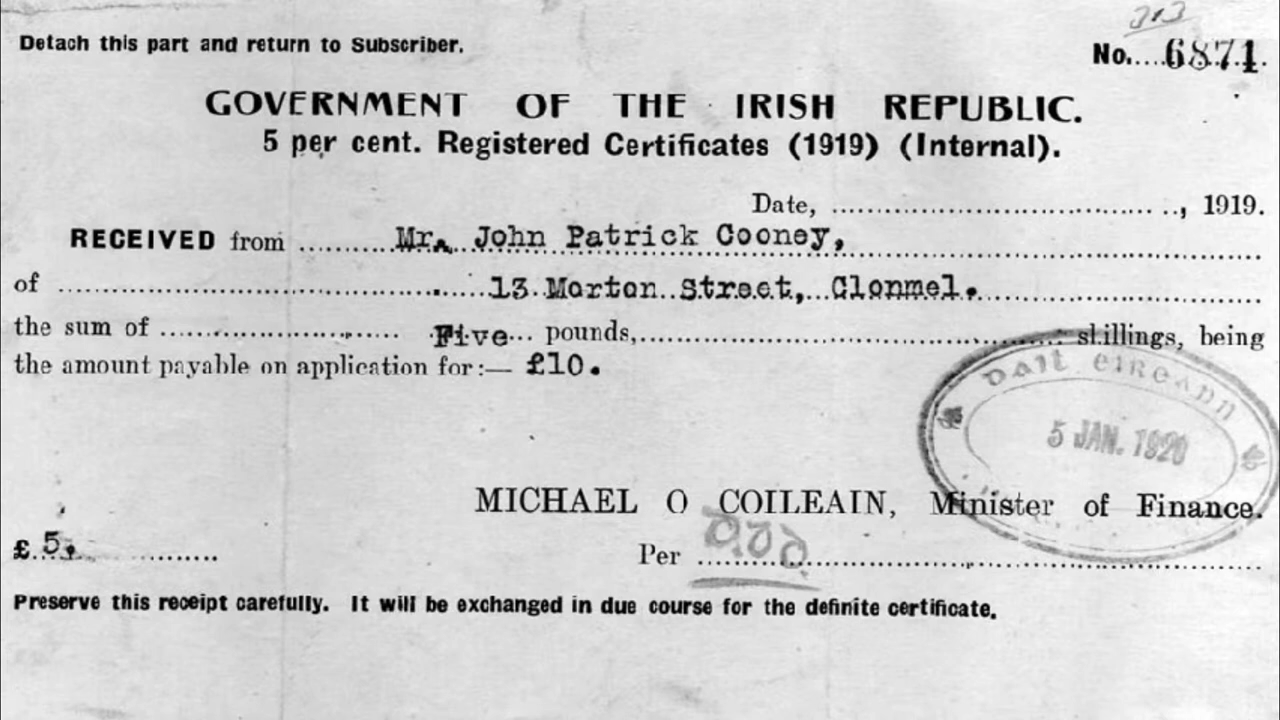 313
Detach this part and return to Subscriber.
No. 6871
GOVERNMENT OF THE IRISH REPUBLIC.
5 per cent. Registered Certificates (1919) (Internal).
Date, ..............................., 1919.
RECEIVED from ..........Mr. John Patrick Cooney,..........
of ..........13 Morton Street, Clonmel...........
the sum of .......... Five pounds,.......... shillings, being
the amount payable on application for:— £10.
DAIL EIREANN
5 JAN. 1920
MICHAEL O COILEAIN, Minister of Finance.
£ 5. ..........
Per ..........
Preserve this receipt carefully. It will be exchanged in due course for the definite certificate.